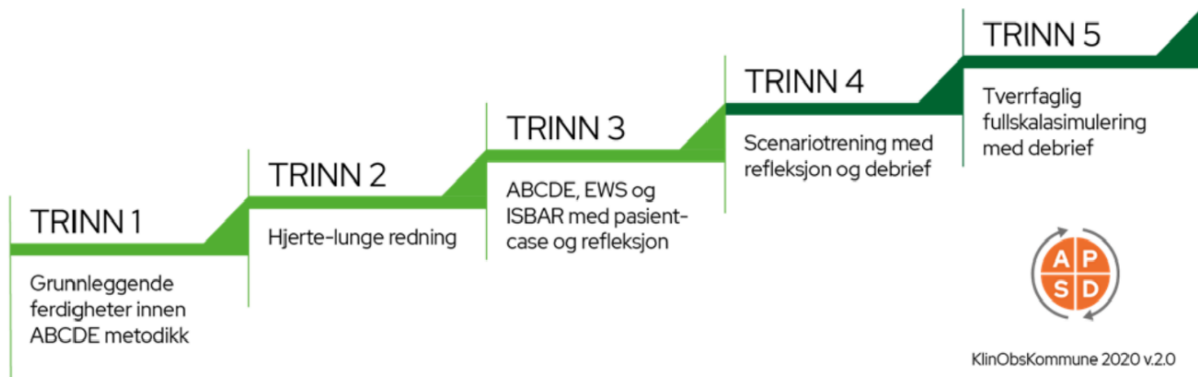 TRINN 1
Grunnleggende
ferdigheter innen
ABCDE metodikk
TRINN 2
Hjerte-lunge redning
TRINN 3
ABCDE, EWS og
ISBAR med pasient-
case og refleksjon
TRINN 4
Scenariotrening med
refleksjon og debrief
TRINN 5
Tverrfaglig
fullskalasimulering
med debrief
A P
S D
KlinObsKommune 2020 v.2.0